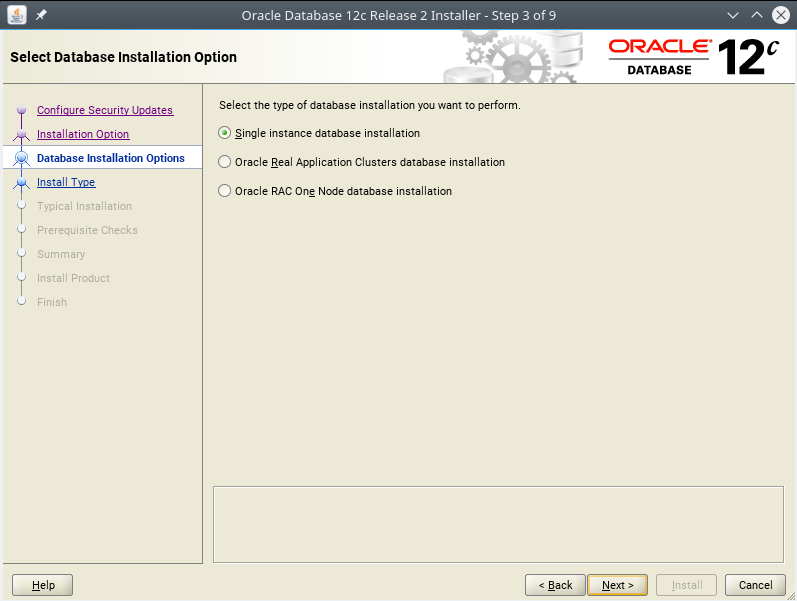 Oracle Database 12c Release 2 Installer - Step 3 of 9
Select Database Installation Option
ORACLE®
DATABASE
12c
Configure Security Updates
Installation Option
Database Installation Options
Install Type
Typical Installation
Prerequisite Checks
Summary
Install Product
Finish
Select the type of database installation you want to perform.
Single instance database installation
Oracle Real Application Clusters database installation
Oracle RAC One Node database installation
Help
< Back
Next >
Install
Cancel